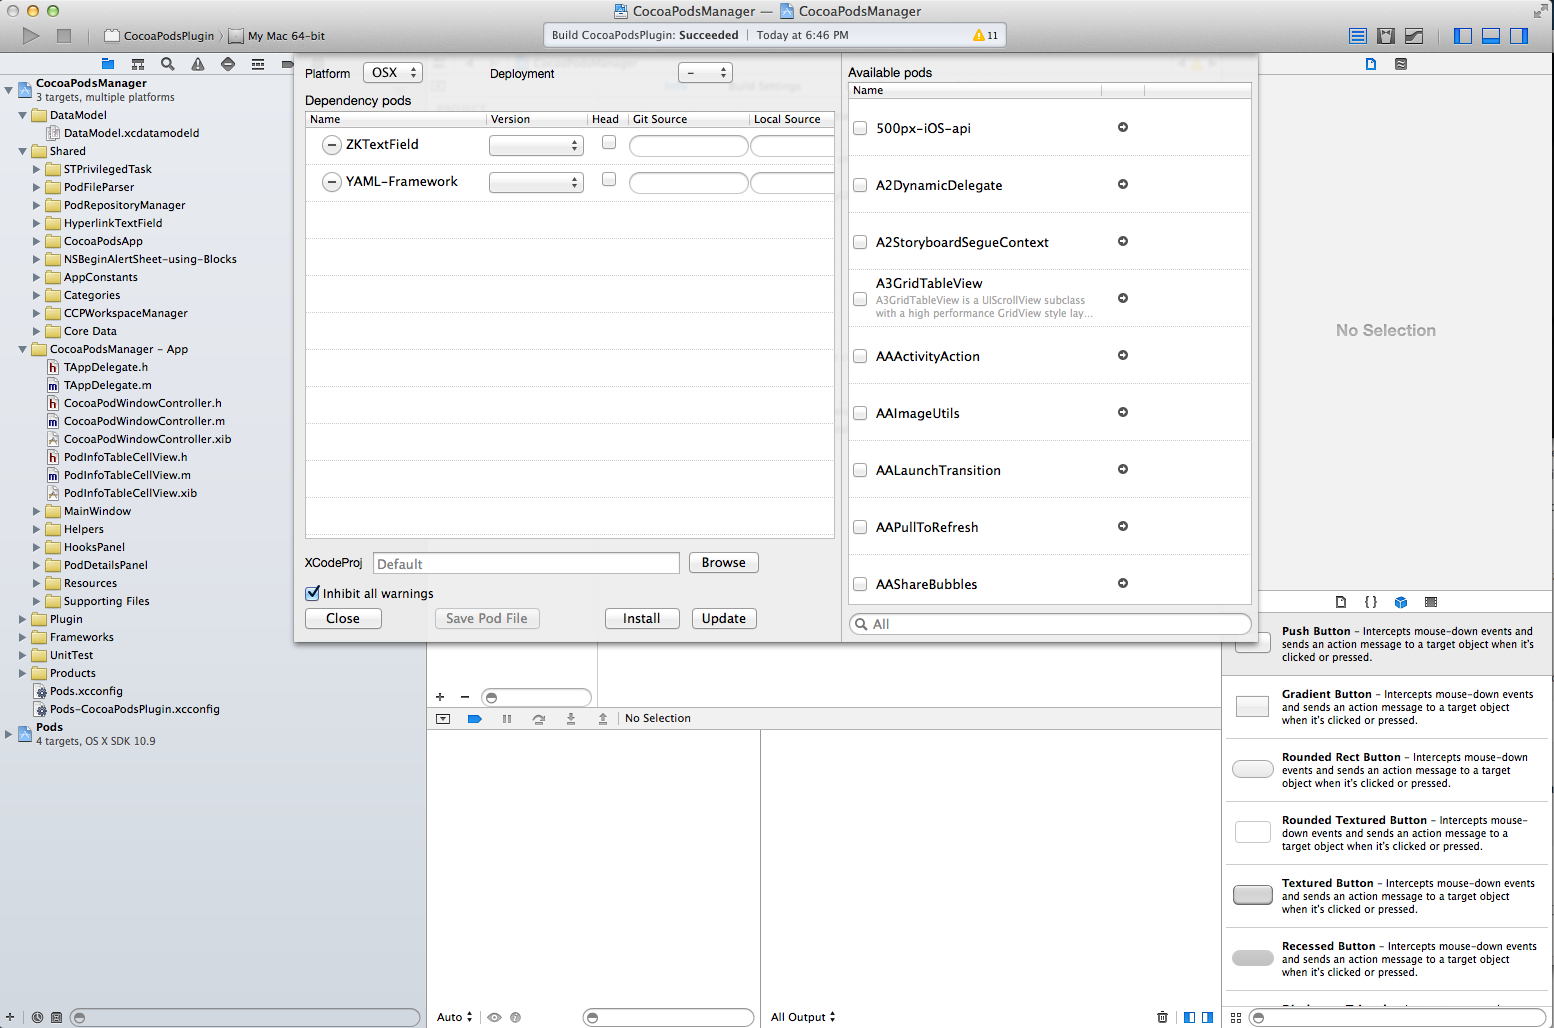 CocoaPodsManager — CocoaPodsManager
CocoaPodsPlugin My Mac 64-bit
Build CocoaPodsPlugin: Succeeded | Today at 6:46 PM 11
CocoaPodsManager
3 targets, multiple platforms
DataModel
DataModel.xcdatamodeld
Shared
STPrivilegedTask
PodFileParser
PodRepositoryManager
HyperlinkTextField
CocoaPodsApp
NSBeginAlertSheet-using-Blocks
AppConstants
Categories
CCPWorkspaceManager
Core Data
CocoaPodsManager - App
TAppDelegate.h
TAppDelegate.m
CocoaPodWindowController.h
CocoaPodWindowController.m
CocoaPodWindowController.xib
PodInfoTableCellView.h
PodInfoTableCellView.m
PodInfoTableCellView.xib
MainWindow
Helpers
HooksPanel
PodDetailsPanel
Resources
Supporting Files
Plugin
Frameworks
UnitTest
Products
Pods.xcconfig
Pods-CocoaPodsPlugin.xcconfig
Pods
4 targets, OS X SDK 10.9
Platform OSX Deployment -
Dependency pods
Name Version Head Git Source Local Source
ZKTextField
YAML-Framework
XCodeProj Default Browse
Inhibit all warnings
Close Save Pod File Install Update
Available pods
Name
500px-iOS-api
A2DynamicDelegate
A2StoryboardSegueContext
A3GridTableView
A3GridTableView is a UIScrollView subclass
with a high performance GridView style lay...
AAActivityAction
AAImageUtils
AALaunchTransition
AAPullToRefresh
AAShareBubbles
All
No Selection
No Selection
Auto
All Output
Push Button - Intercepts mouse-down events and
sends an action message to a target object when it's
clicked or pressed.
Gradient Button - Intercepts mouse-down events
and sends an action message to a target object
when it's clicked or pressed.
Rounded Rect Button - Intercepts mouse-down
events and sends an action message to a target
object when it's clicked or pressed.
Rounded Textured Button - Intercepts mouse-
down events and sends an action message to a
target object when it's clicked or pressed.
Textured Button - Intercepts mouse-down events
and sends an action message to a target object
when it's clicked or pressed.
Recessed Button - Intercepts mouse-down events
and sends an action message to a target object
when it's clicked or pressed.